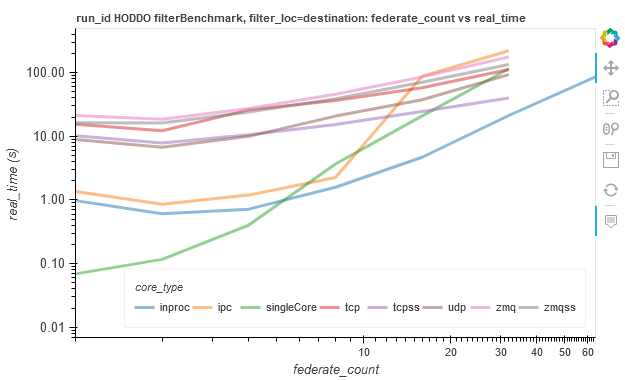 run_id HODDO filterBenchmark, filter_loc=destination: federate_count vs real_time
100.00
10.00
1.00
0.10
0.01
real_time (s)
core_type
inproc ipc singleCore tcp tcpss udp zmq zmqss
10 20 30 40 50 60
federate_count